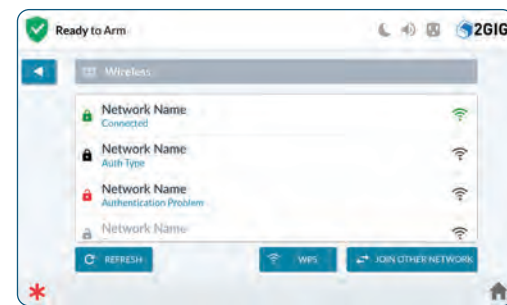 Ready to Arm
2GIG
Wireless
Network Name
Connected
Network Name
Auth Type
Network Name
Authentication Problem
Network Name
REFRESH
WPS
JOIN OTHER NETWORK